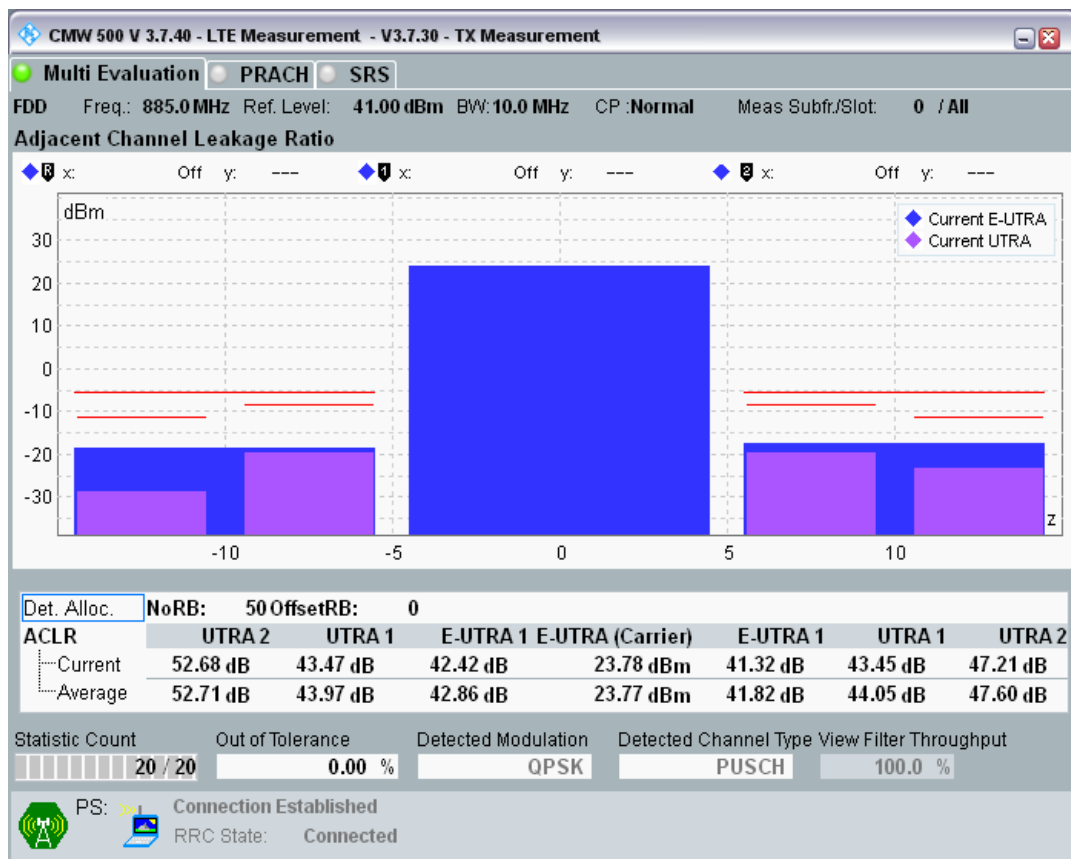 CMW 500 V 3.7.40 - LTE Measurement - V3.7.30 - TX Measurement
Multi Evaluation PRACH SRS
FDD Freq.: 885.0 MHz Ref. Level: 41.00 dBm BW: 10.0 MHz CP :Normal Meas Subfr./Slot: 0 / All
Adjacent Channel Leakage Ratio
R x: Off y: --- 1 x: Off y: --- 2 x: Off y: ---
dBm
Current E-UTRA
Current UTRA
30
20
10
0
-10
-20
-30
z
-10 -5 0 5 10
Det. Alloc. NoRB: 50 OffsetRB: 0
ACLR UTRA 2 UTRA 1 E-UTRA 1 E-UTRA (Carrier) E-UTRA 1 UTRA 1 UTRA 2
Current 52.68 dB 43.47 dB 42.42 dB 23.78 dBm 41.32 dB 43.45 dB 47.21 dB
Average 52.71 dB 43.97 dB 42.86 dB 23.77 dBm 41.82 dB 44.05 dB 47.60 dB
Statistic Count Out of Tolerance Detected Modulation Detected Channel Type View Filter Throughput
20 / 20 0.00 % QPSK PUSCH 100.0 %
PS: Connection Established
RRC State: Connected